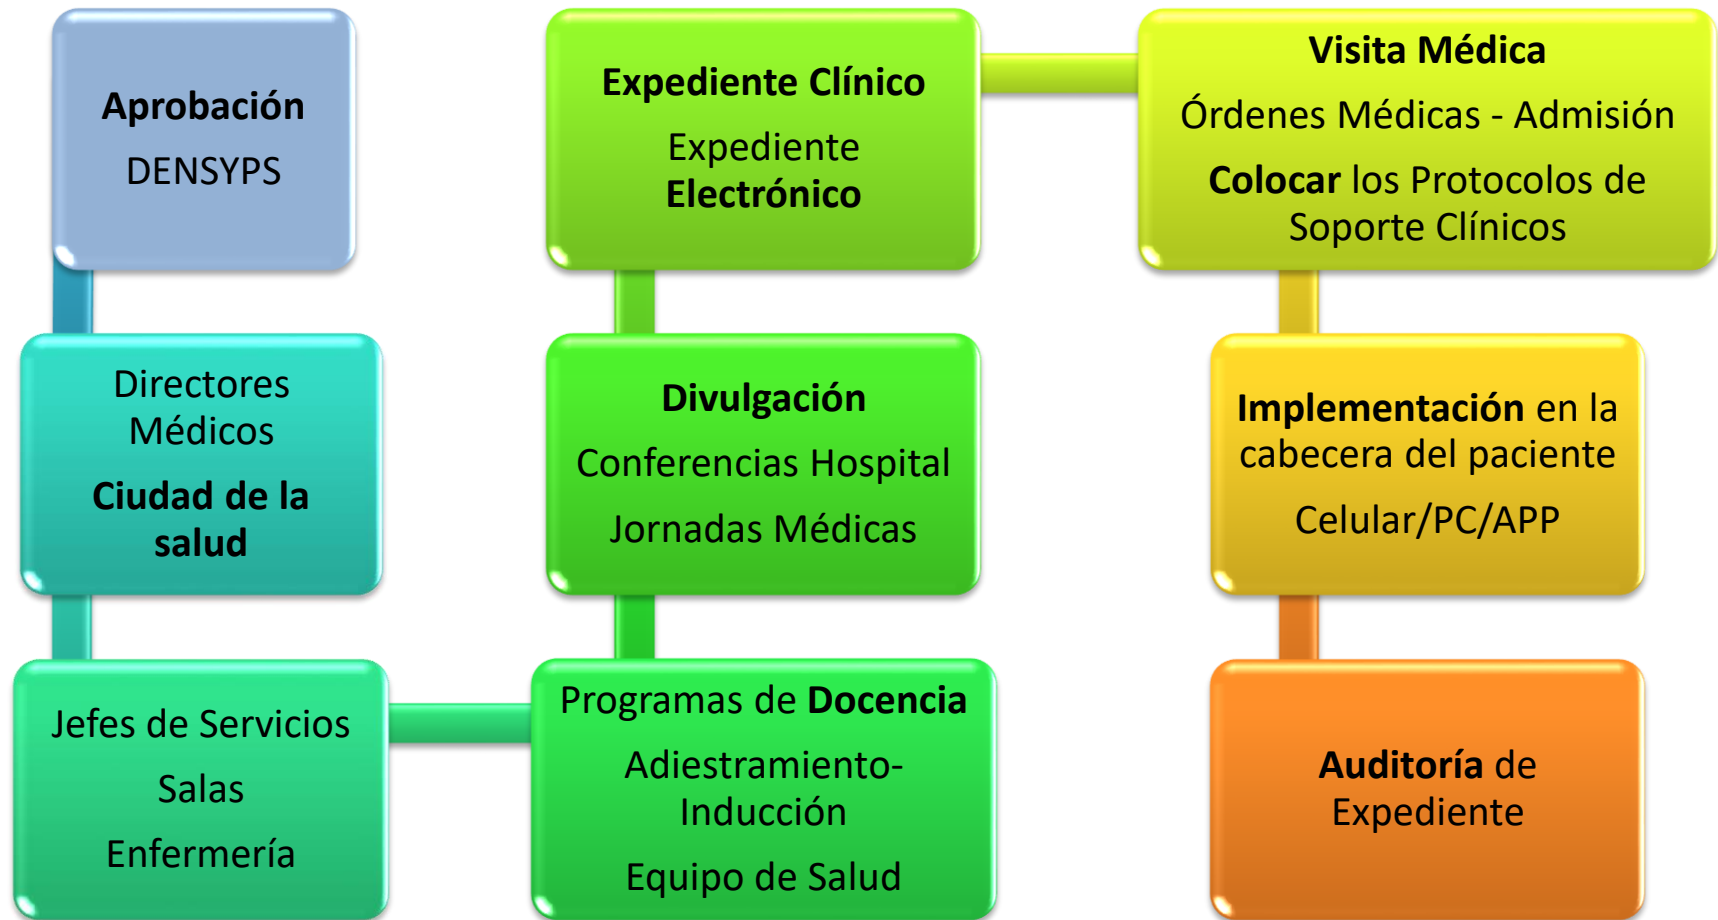 Aprobación
DENSYPS
Directores
Médicos
Ciudad de la
salud
Jefes de Servicios
Salas
Enfermería
Programas de Docencia
Adiestramiento-
Inducción
Equipo de Salud
Divulgación
Conferencias Hospital
Jornadas Médicas
Expediente Clínico
Expediente
Electrónico
Visita Médica
Órdenes Médicas - Admisión
Colocar los Protocolos de
Soporte Clínicos
Implementación en la
cabecera del paciente
Celular/PC/APP
Auditoría de
Expediente